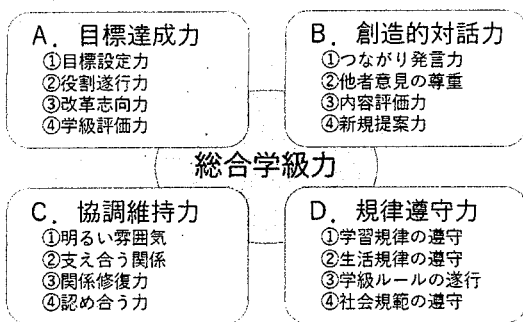 A．目標達成力
①目標設定力
②役割遂行力
③改革志向力
④学級評価力
B．創造的対話力
①つながり発言力
②他者意見の尊重
③内容評価力
④新規提案力
総合学級力
C．協調維持力
①明るい雰囲気
②支え合う関係
③関係修復力
④認め合う力
D．規律遵守力
①学習規律の遵守
②生活規律の遵守
③学級ルールの遂行
④社会規範の遵守